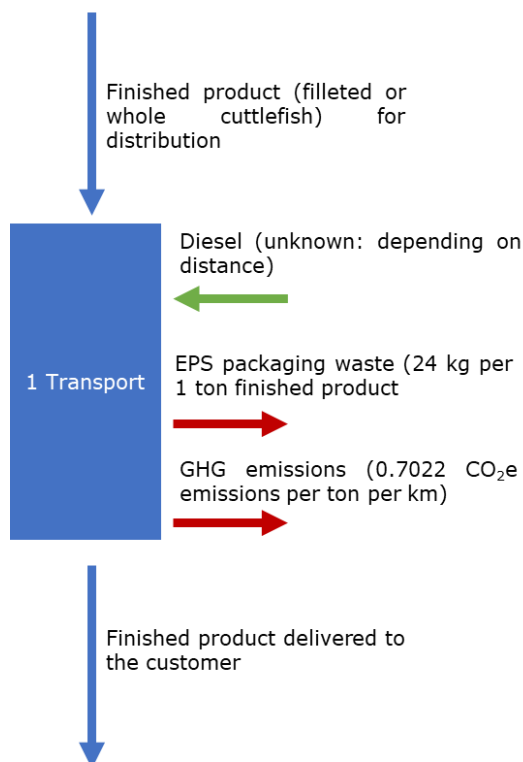 Finished product (filleted or
whole cuttlefish) for
distribution
Diesel (unknown: depending on
distance)
1 Transport
EPS packaging waste (24 kg per
1 ton finished product
GHG emissions (0.7022 CO₂e
emissions per ton per km)
Finished product delivered to
the customer